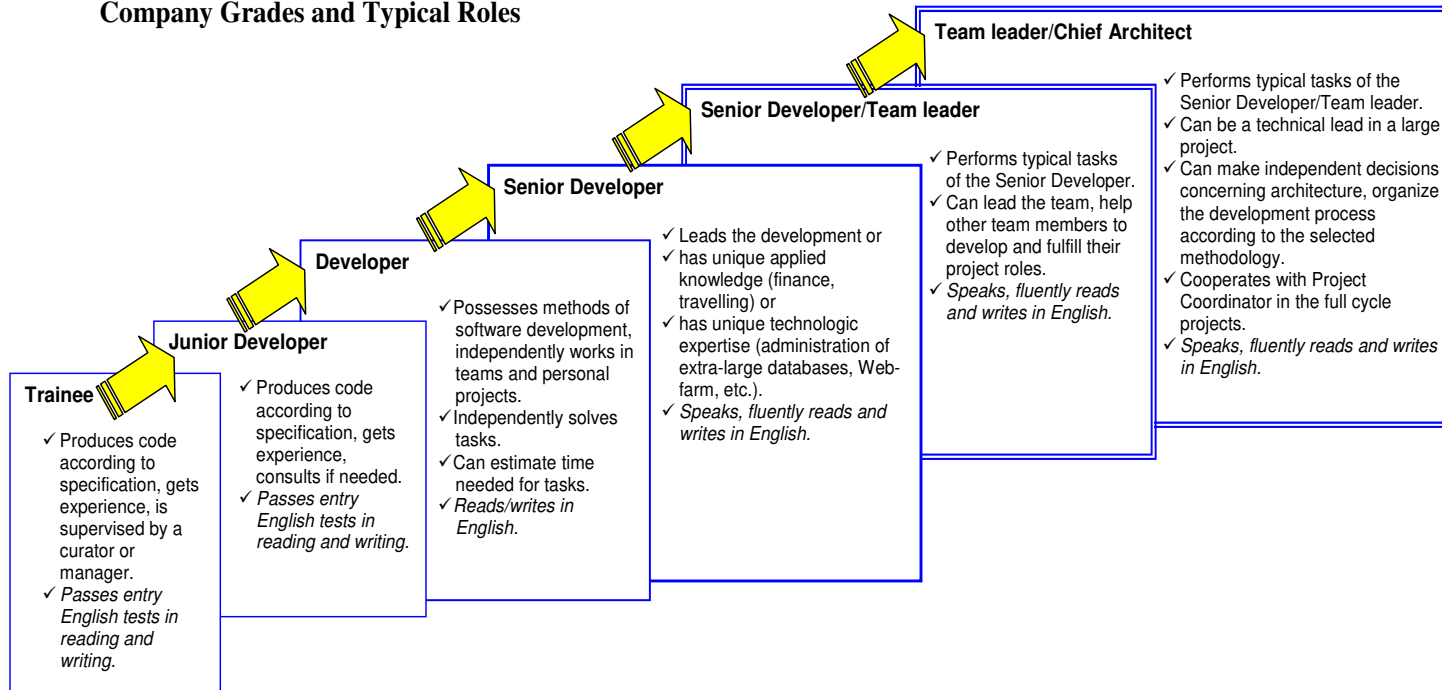 Company Grades and Typical Roles
Trainee
✓ Produces code
according to
specification, gets
experience, is
supervised by a
curator or
manager.
✓ Passes entry
English tests in
reading and
writing.
Junior Developer
✓ Produces code
according to
specification, gets
experience,
consults if needed.
✓ Passes entry
English tests in
reading and writing.
Developer
✓Possesses methods of
software development,
independently works in
teams and personal
projects.
✓Independently solves
tasks.
✓Can estimate time
needed for tasks.
✓Reads/writes in
English.
Senior Developer
✓ Leads the development or
✓ has unique applied
knowledge (finance,
travelling) or
✓ has unique technologic
expertise (administration of
extra-large databases, Web-
farm, etc.).
✓ Speaks, fluently reads and
writes in English.
Senior Developer/Team leader
✓ Performs typical tasks
of the Senior Developer.
✓ Can lead the team, help
other team members to
develop and fulfill their
project roles.
✓ Speaks, fluently reads
and writes in English.
Team leader/Chief Architect
✓ Performs typical tasks of the
Senior Developer/Team leader.
✓ Can be a technical lead in a large
project.
✓ Can make independent decisions
concerning architecture, organize
the development process
according to the selected
methodology.
✓ Cooperates with Project
Coordinator in the full cycle
projects.
✓ Speaks, fluently reads and writes
in English.